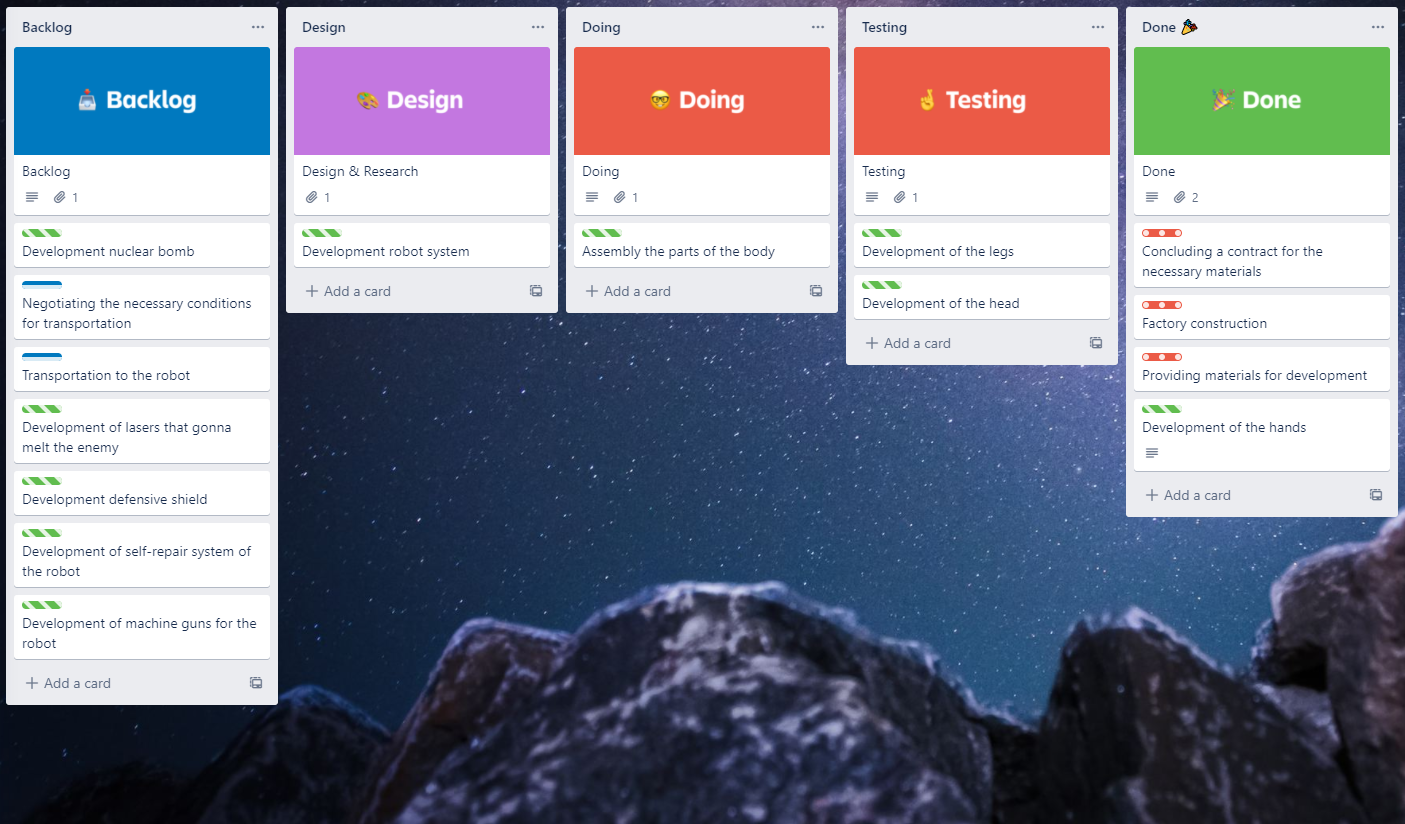 Backlog
Backlog
Backlog
1
Development nuclear bomb
Negotiating the necessary conditions
for transportation
Transportation to the robot
Development of lasers that gonna
melt the enemy
Development defensive shield
Development of self-repair system of
the robot
Development of machine guns for the
robot
Add a card
Design
Design
Design & Research
1
Development robot system
Add a card
Doing
Doing
Doing
1
Assembly the parts of the body
Add a card
Testing
Testing
Testing
1
Development of the legs
Development of the head
Add a card
Done
Done
Done
2
Concluding a contract for the
necessary materials
Factory construction
Providing materials for development
Development of the hands
Add a card